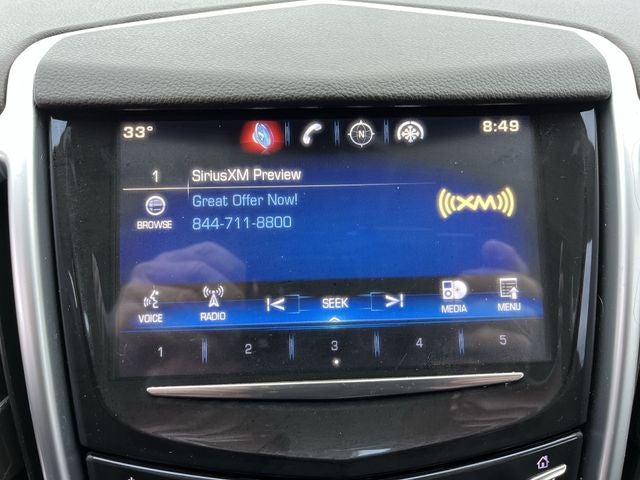 33° N 8:49
1 SiriusXM Preview
Great Offer Now!
844-711-8800
BROWSE
XM
VOICE RADIO SEEK MEDIA MENU
1 2 3 4 5